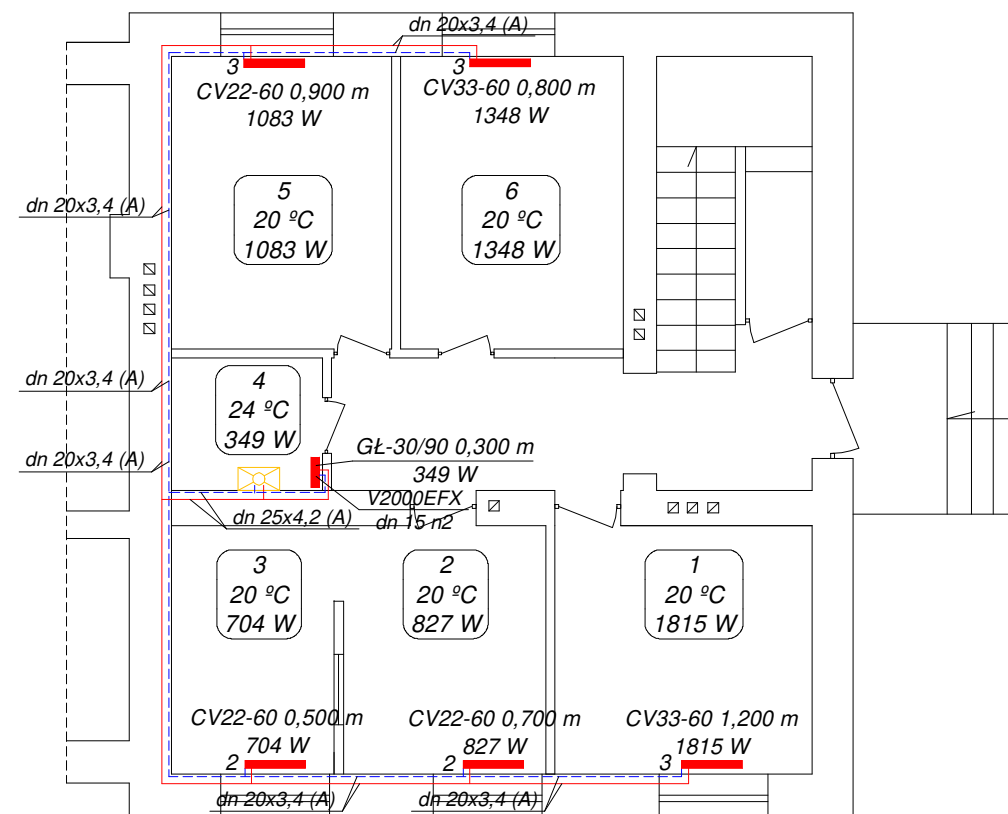 dn 20x3,4 (A)
3
CV22-60 0,900 m
1083 W
3
CV33-60 0,800 m
1348 W
dn 20x3,4 (A)
5
20 ºC
1083 W
6
20 ºC
1348 W
dn 20x3,4 (A)
4
24 ºC
349 W
dn 20x3,4 (A)
GŁ-30/90 0,300 m
349 W
V2000EFX
dn 15 n2
dn 25x4,2 (A)
3
20 ºC
704 W
2
20 ºC
827 W
1
20 ºC
1815 W
CV22-60 0,500 m
704 W
2
CV22-60 0,700 m
827 W
2
CV33-60 1,200 m
1815 W
3
dn 20x3,4 (A)
dn 20x3,4 (A)